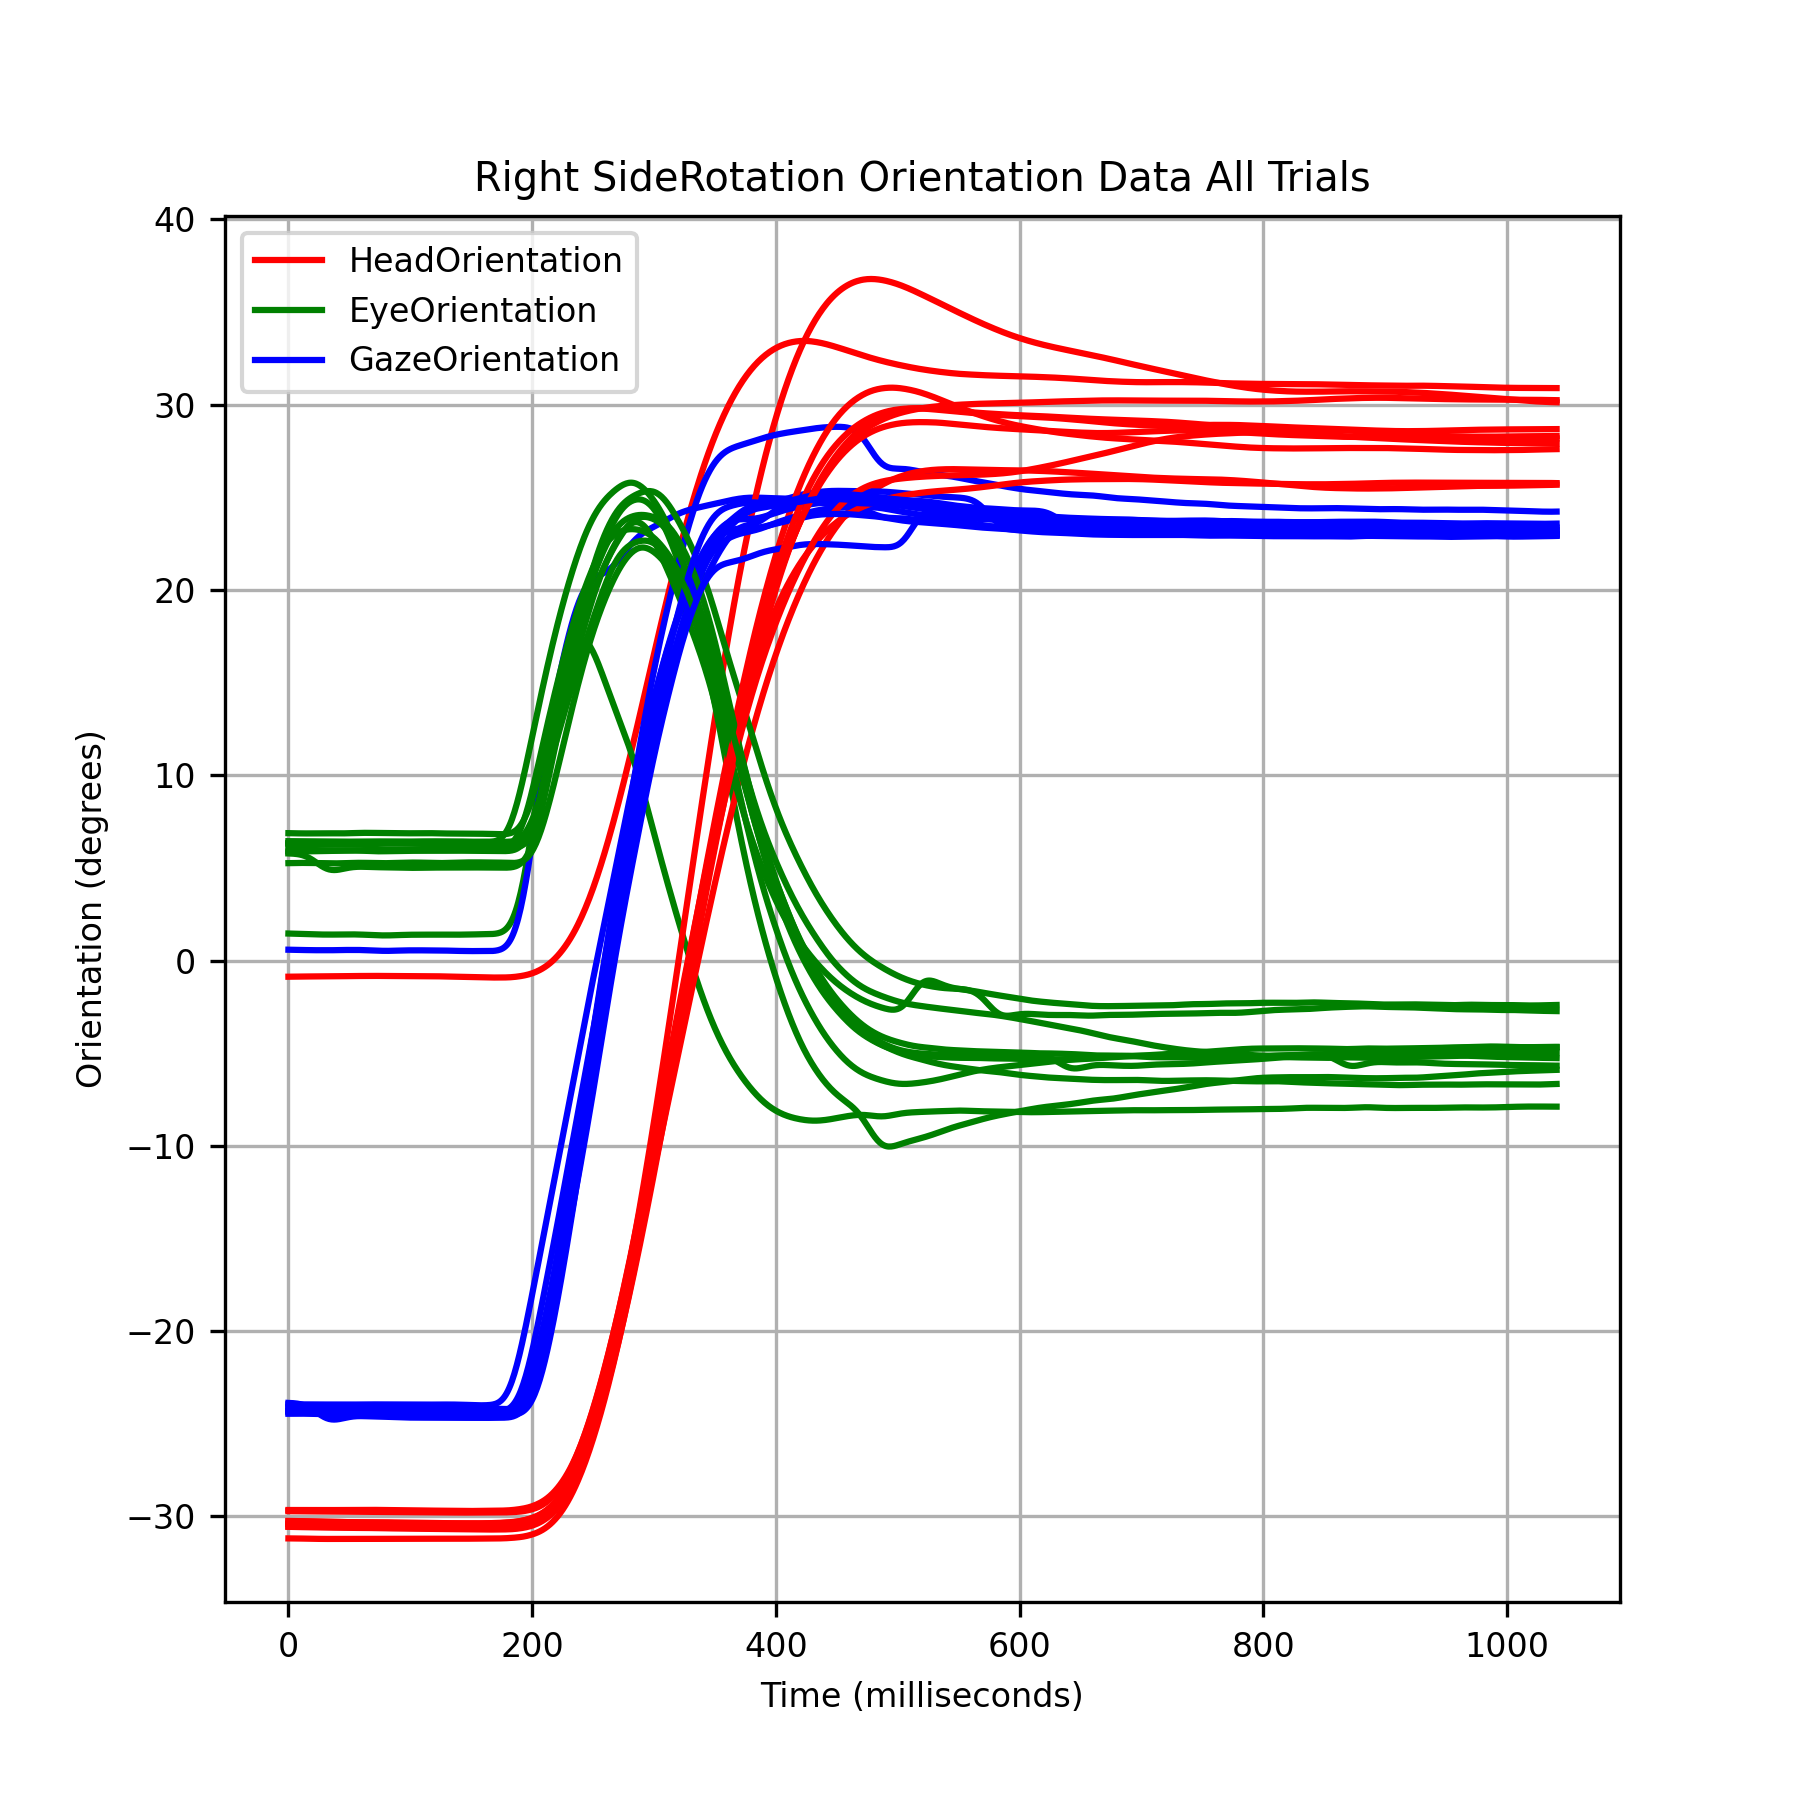 Right SideRotation Orientation Data All Trials
HeadOrientation
EyeOrientation
GazeOrientation
Orientation (degrees)
40
30
20
10
0
−10
−20
−30
0 200 400 600 800 1000
Time (milliseconds)